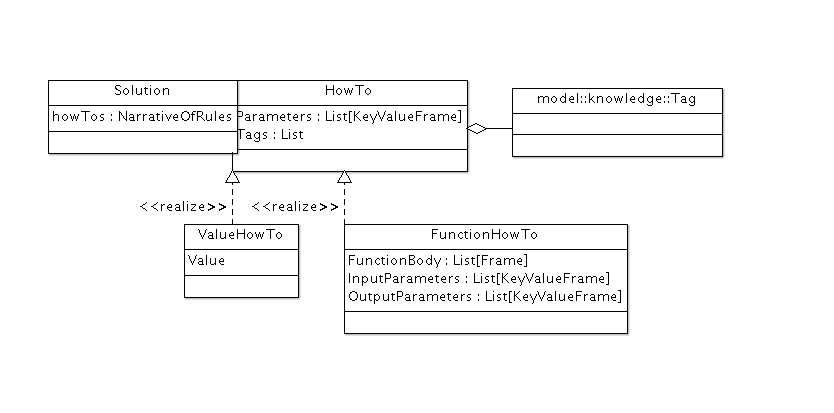 Solution
howTos : NarrativeOfRules
HowTo
Parameters : List[KeyValueFrame]
Tags : List
model::knowledge::Tag
<<realize>>
<<realize>>
ValueHowTo
Value
FunctionHowTo
FunctionBody : List[Frame]
InputParameters : List[KeyValueFrame]
OutputParameters : List[KeyValueFrame]